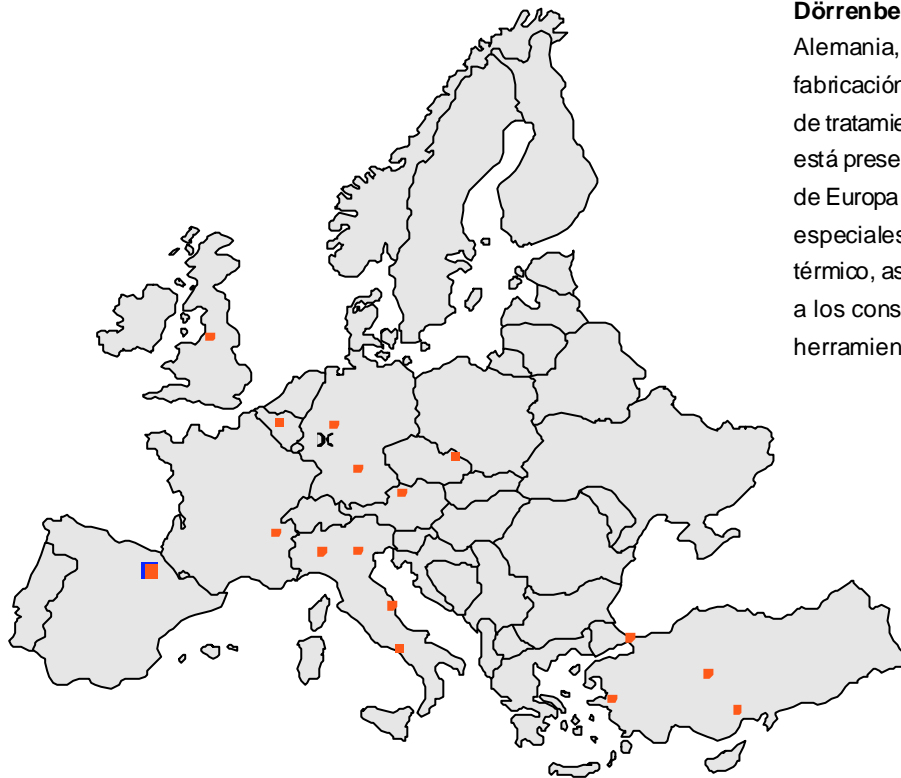 Dörrenbe
Alemania,
fabricación
de tratamie
está prese
de Europa
especiales
térmico, as
a los cons
herramien